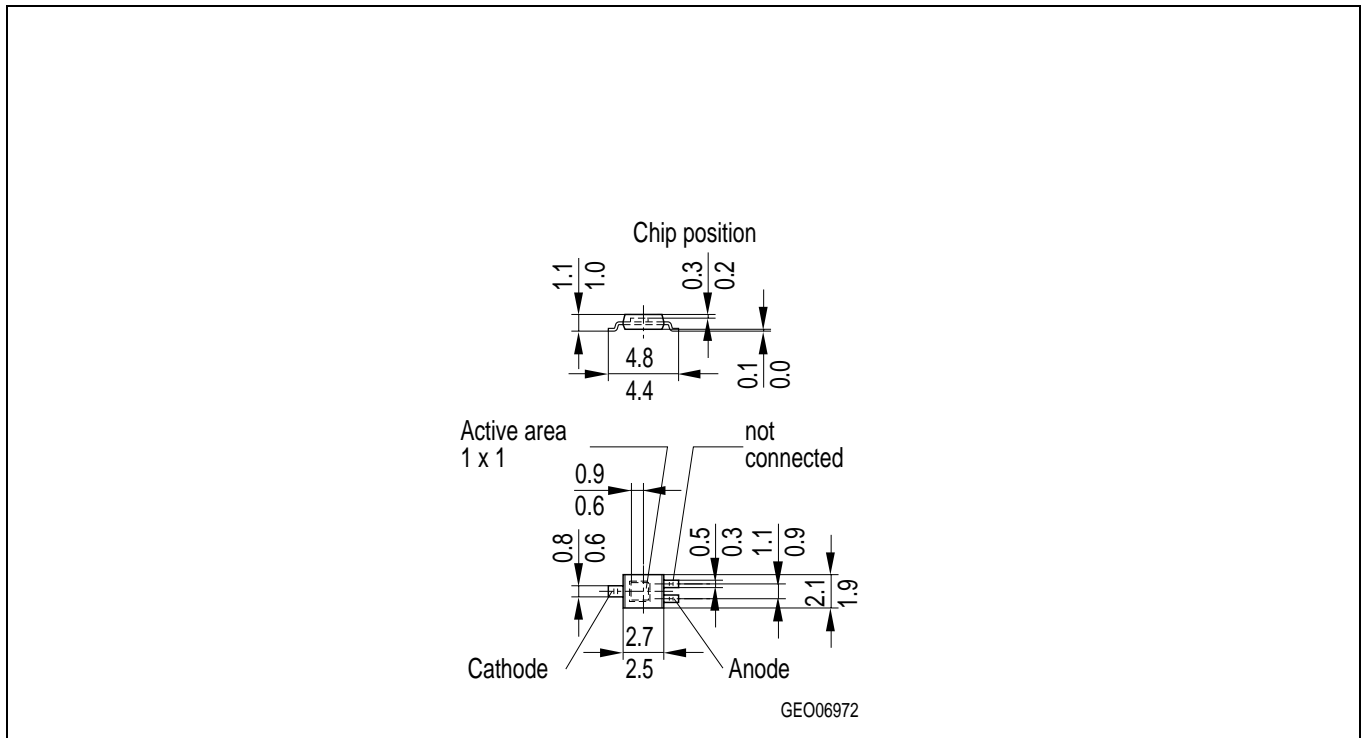 Chip position
1.1
1.0
0.3
0.2
4.8
4.4
0.1
0.0
Active area
1 x 1
not
connected
0.9
0.6
0.8
0.6
0.5
0.3
1.1
0.9
2.1
1.9
2.7
2.5
Cathode
Anode
GEO06972